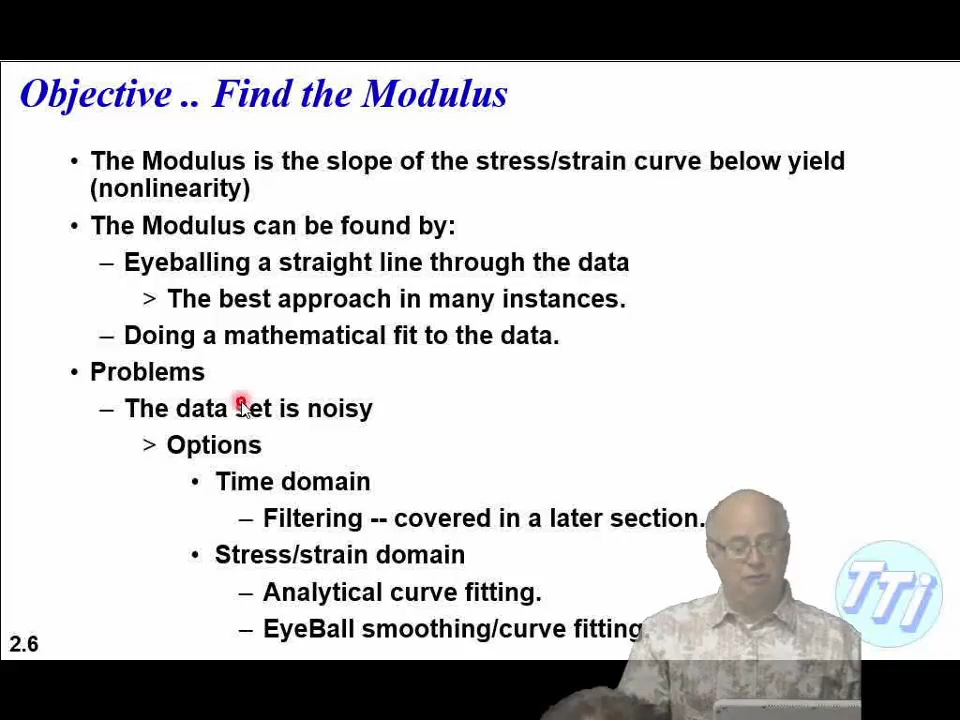 Objective .. Find the Modulus
• The Modulus is the slope of the stress/strain curve below yield
(nonlinearity)
• The Modulus can be found by:
– Eyeballing a straight line through the data
> The best approach in many instances.
– Doing a mathematical fit to the data.
• Problems
– The data set is noisy
> Options
• Time domain
– Filtering -- covered in a later section.
• Stress/strain domain
– Analytical curve fitting.
– EyeBall smoothing/curve fitting
TTi
2.6